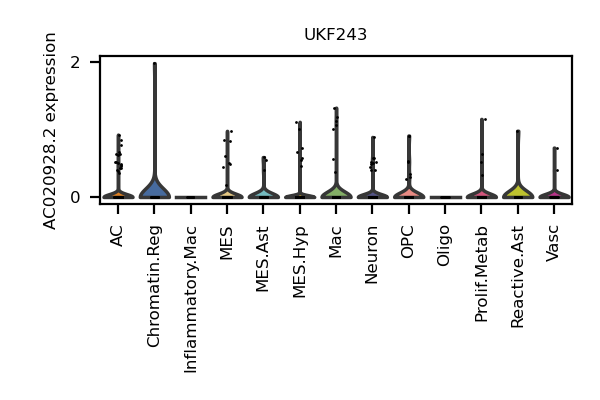 UKF243
AC020928.2 expression
2
0
AC
Chromatin.Reg
Inflammatory.Mac
MES
MES.Ast
MES.Hyp
Mac
Neuron
OPC
Oligo
Prolif.Metab
Reactive.Ast
Vasc